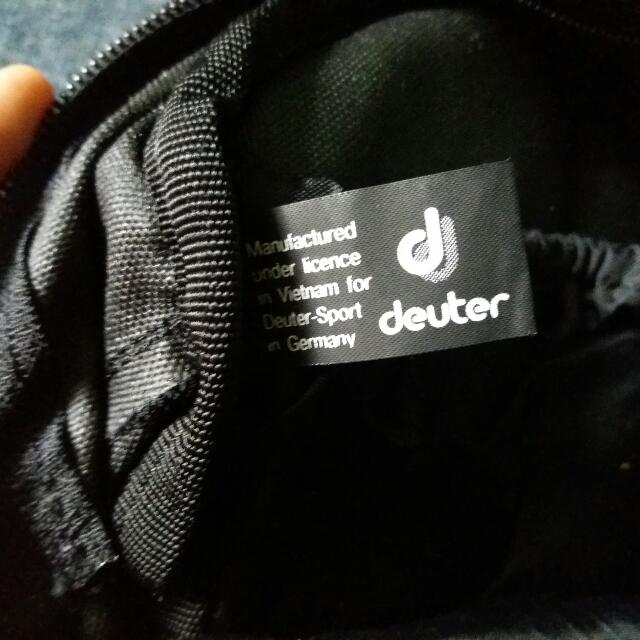 Manufactured
under licence
in Vietnam for
Deuter-Sport
in Germany
d
deuter